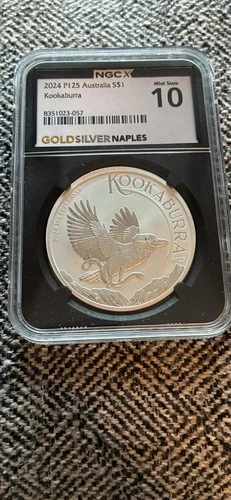 NGCX
2024 P125 Australia S$1
Kookaburra
8351023-057
Mint State
10
GOLDSILVERNAPLES
KOOKABURRA